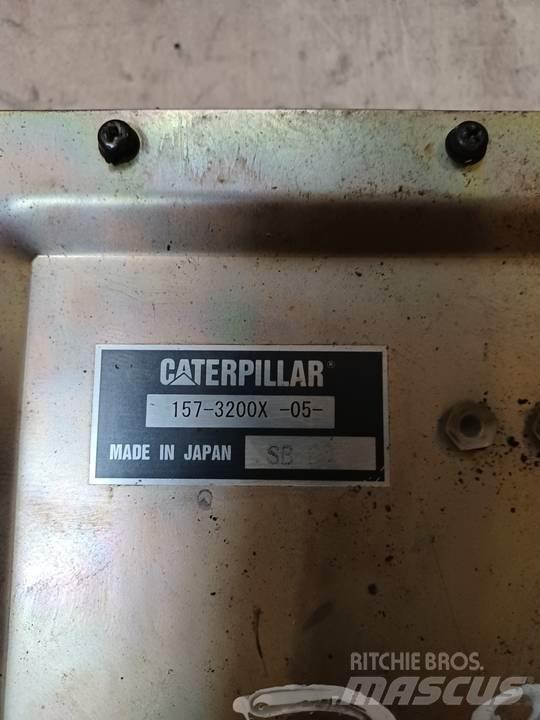 CATERPILLAR®
157-3200X -05-
MADE IN JAPAN SB
RITCHIE BROS.
MASCUS